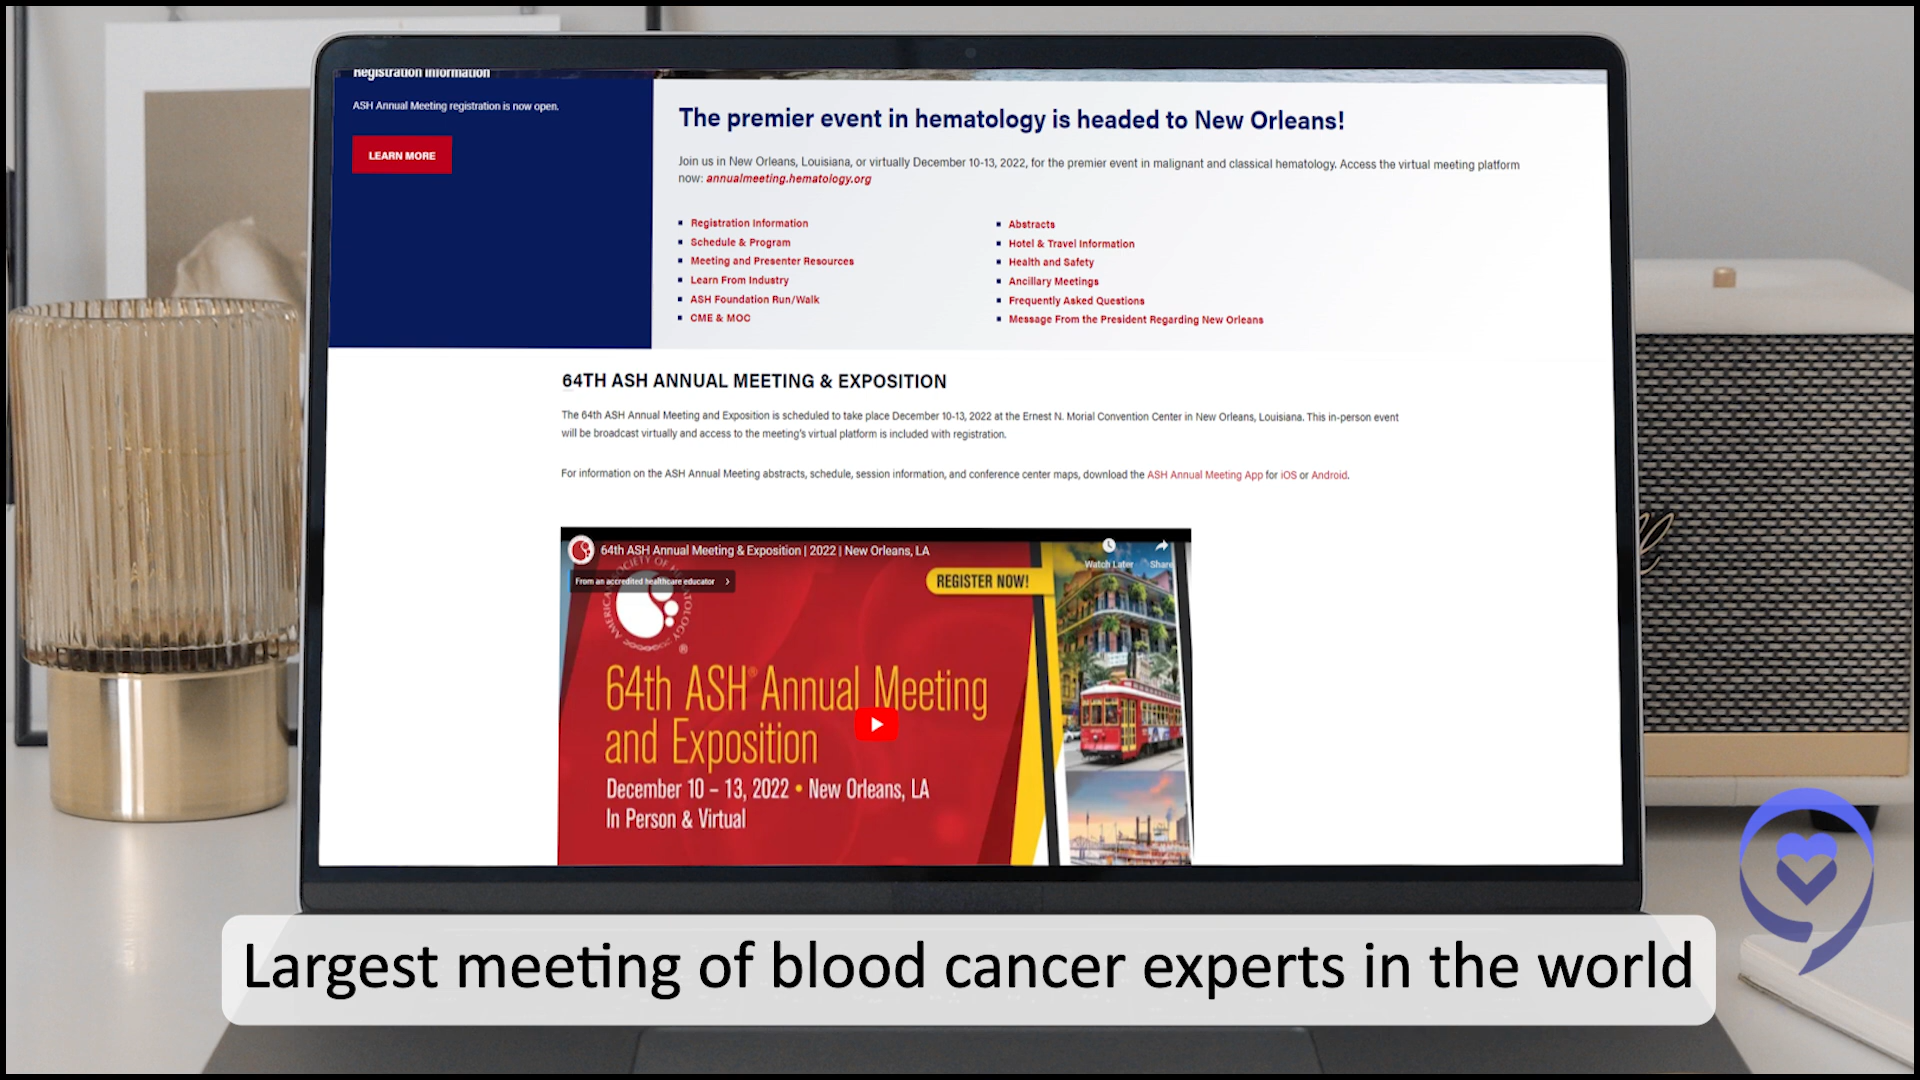 Registration Information
ASH Annual Meeting registration is now open.
LEARN MORE
The premier event in hematology is headed to New Orleans!
Join us in New Orleans, Louisiana, or virtually December 10-13, 2022, for the premier event in malignant and classical hematology. Access the virtual meeting platform
now: annualmeeting.hematology.org
Registration Information
Schedule & Program
Meeting and Presenter Resources
Learn From Industry
ASH Foundation Run/Walk
CME & MOC
Abstracts
Hotel & Travel Information
Health and Safety
Ancillary Meetings
Frequently Asked Questions
Message From the President Regarding New Orleans
64TH ASH ANNUAL MEETING & EXPOSITION
The 64th ASH Annual Meeting and Exposition is scheduled to take place December 10-13, 2022 at the Ernest N. Morial Convention Center in New Orleans, Louisiana. This in-person event
will be broadcast virtually and access to the meeting's virtual platform is included with registration.
For information on the ASH Annual Meeting abstracts, schedule, session information, and conference center maps, download the ASH Annual Meeting App for iOS or Android.
64th ASH Annual Meeting & Exposition | 2022 | New Orleans, LA
Watch Later
Share
From an accredited healthcare educator
REGISTER NOW!
64th ASH® Annual Meeting
and Exposition
December 10 – 13, 2022 • New Orleans, LA
In Person & Virtual
Largest meeting of blood cancer experts in the world